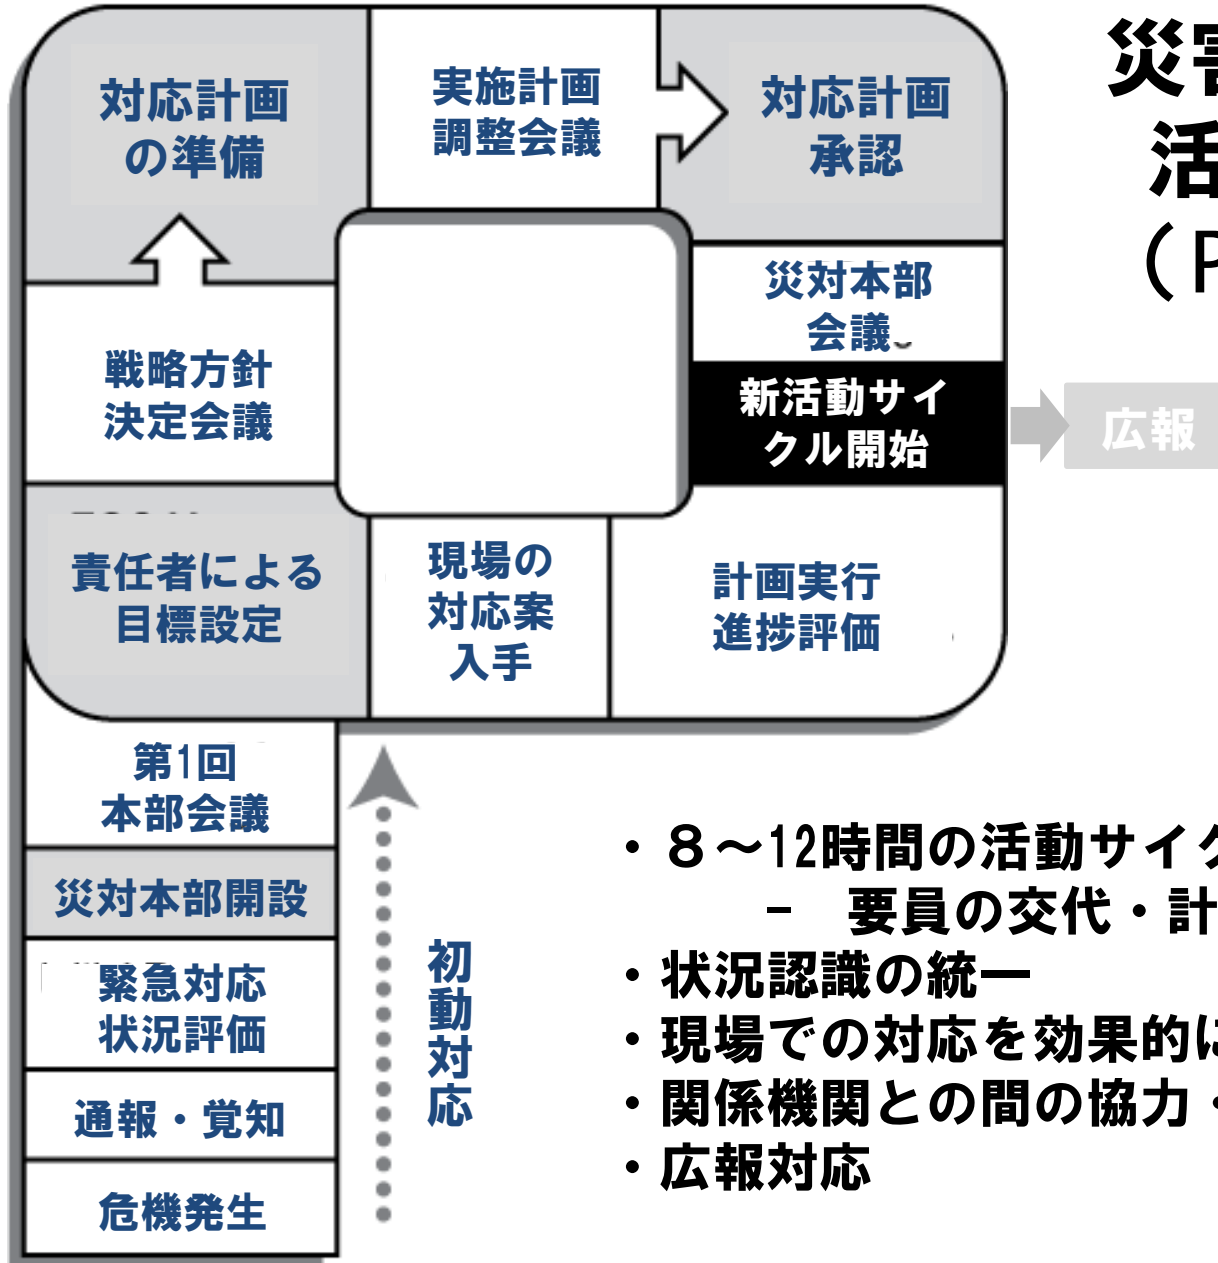 対応計画
の準備
実施計画
調整会議
対応計画
承認
災対本部
会議
新活動サイ
クル開始
広報
戦略方針
決定会議
責任者による
目標設定
現場の
対応案
入手
計画実行
進捗評価
第1回
本部会議
災対本部開設
緊急対応
状況評価
通報・覚知
危機発生
初動対応
災害
活
（P
・８～12時間の活動サイク
－　要員の交代・計
・状況認識の統一
・現場での対応を効果的に
・関係機関との間の協力・
・広報対応